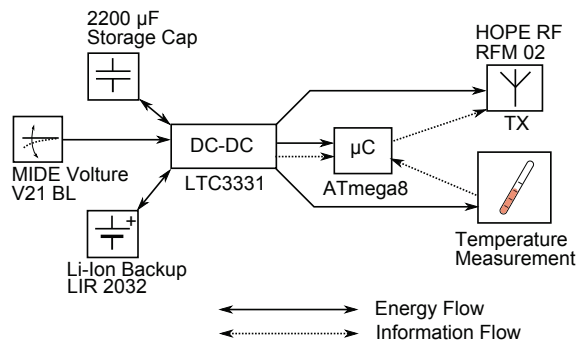 2200 µF
Storage Cap
HOPE RF
RFM 02
TX
DC-DC
LTC3331
µC
ATmega8
MIDE Volture
V21 BL
+
Li-Ion Backup
LIR 2032
Temperature
Measurement
Energy Flow
Information Flow